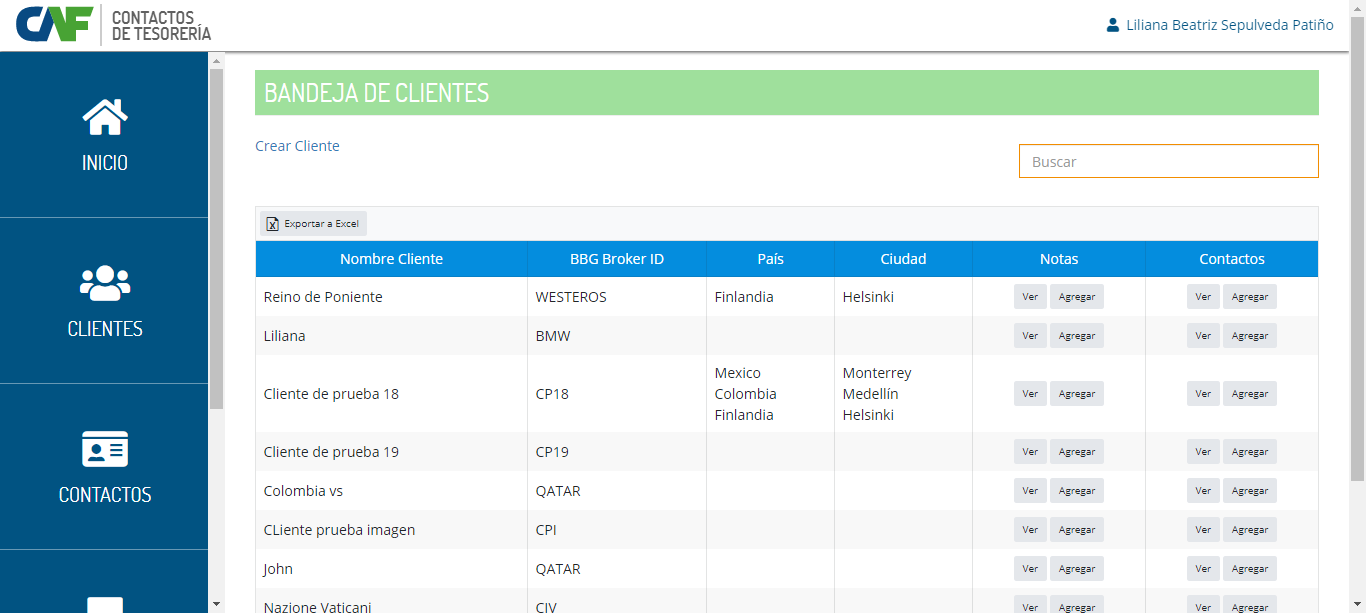 CAF CONTACTOS
DE TESORERÍA
Liliana Beatriz Sepulveda Patiño
INICIO
CLIENTES
CONTACTOS
BANDEJA DE CLIENTES
Crear Cliente
Buscar
Exportar a Excel
Nombre Cliente BBG Broker ID País Ciudad Notas Contactos
Reino de Poniente WESTEROS Finlandia Helsinki Ver Agregar Ver Agregar
Liliana BMW Ver Agregar Ver Agregar
Cliente de prueba 18 CP18 Mexico Monterrey Ver Agregar Ver Agregar
Colombia Medellín
Finlandia Helsinki
Cliente de prueba 19 CP19 Ver Agregar Ver Agregar
Colombia vs QATAR Ver Agregar Ver Agregar
CLiente prueba imagen CPI Ver Agregar Ver Agregar
John QATAR Ver Agregar Ver Agregar
Nazione Vaticani CIV Ver Agregar Ver Agregar